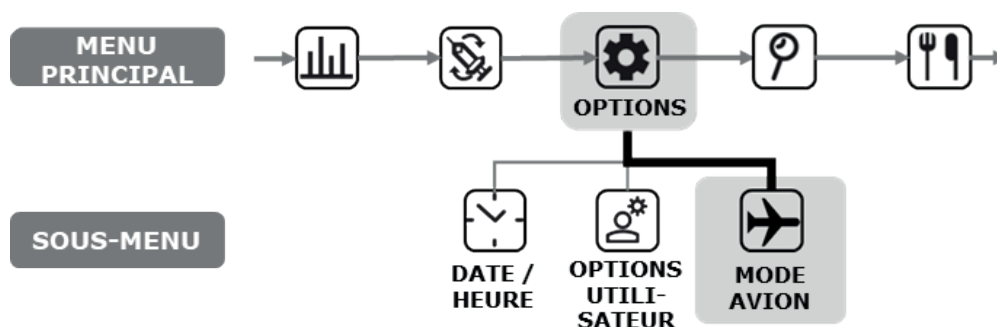 MENU
PRINCIPAL
OPTIONS
SOUS-MENU
DATE /
HEURE
OPTIONS
UTILI-
SATEUR
MODE
AVION